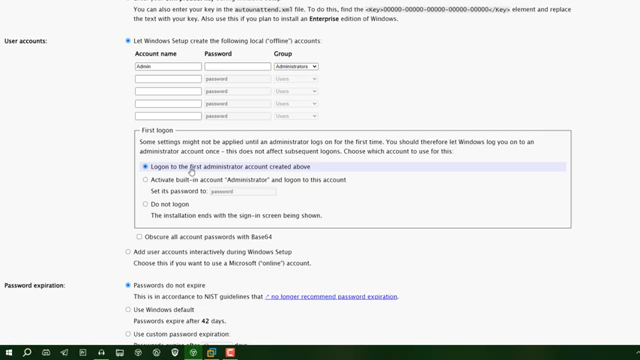 You can also enter your key in the autounattend.xml file. To do this, find the <Key>00000-00000-00000-00000-00000</Key> element and replace
the text with your key. Also use this if you plan to install an Enterprise edition of Windows.
User accounts:
Let Windows Setup create the following local (“offline”) accounts:
Account name Password Group
Admin Administrators
password Users
password Users
password Users
password Users
First logon
Some settings might not be applied until an administrator logs on for the first time. You should therefore let Windows log you on to an
administrator account once – this does not affect subsequent logons. Choose which account to use for this:
Logon to the first administrator account created above
Activate built-in account “Administrator” and logon to this account
Set its password to: password
Do not logon
The installation ends with the sign-in screen being shown.
Obscure all account passwords with Base64
Add user accounts interactively during Windows Setup
Choose this if you want to use a Microsoft (“online”) account.
Password expiration:
Passwords do not expire
This is in accordance to NIST guidelines that no longer recommend password expiration.
Use Windows default
Passwords expire after 42 days.
Use custom password expiration: